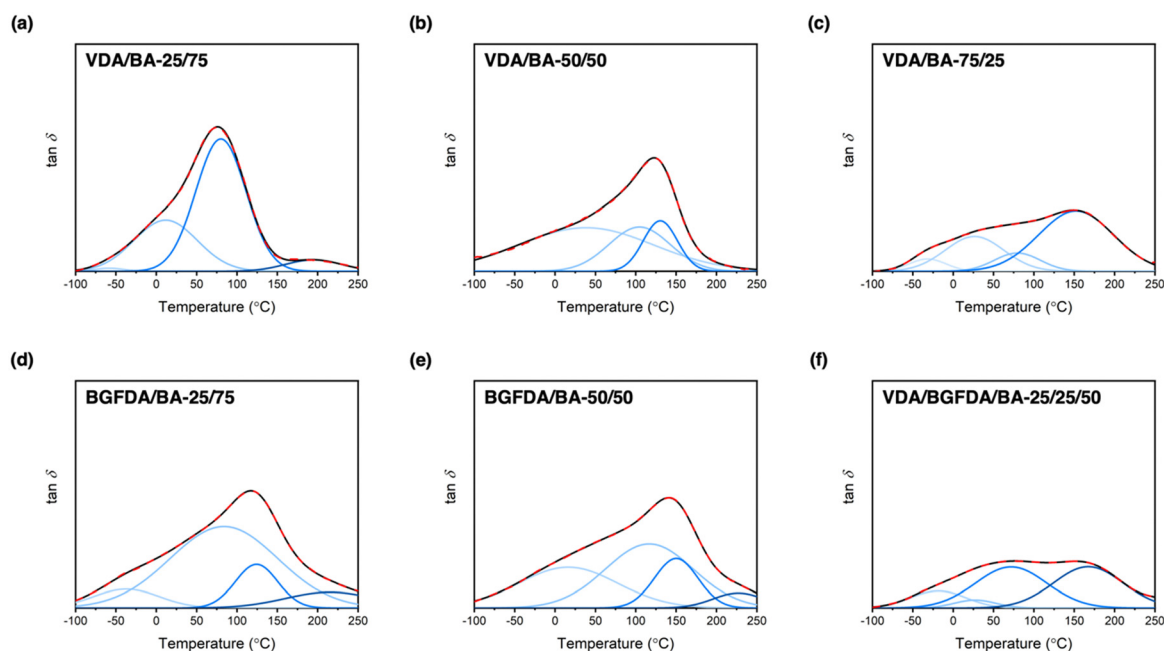 (a)
VDA/BA-25/75
tan δ
-100 -50 0 50 100 150 200 250
Temperature (°C)
(b)
VDA/BA-50/50
tan δ
-100 -50 0 50 100 150 200 250
Temperature (°C)
(c)
VDA/BA-75/25
tan δ
-100 -50 0 50 100 150 200 250
Temperature (°C)
(d)
BGFDA/BA-25/75
tan δ
-100 -50 0 50 100 150 200 250
Temperature (°C)
(e)
BGFDA/BA-50/50
tan δ
-100 -50 0 50 100 150 200 250
Temperature (°C)
(f)
VDA/BGFDA/BA-25/25/50
tan δ
-100 -50 0 50 100 150 200 250
Temperature (°C)